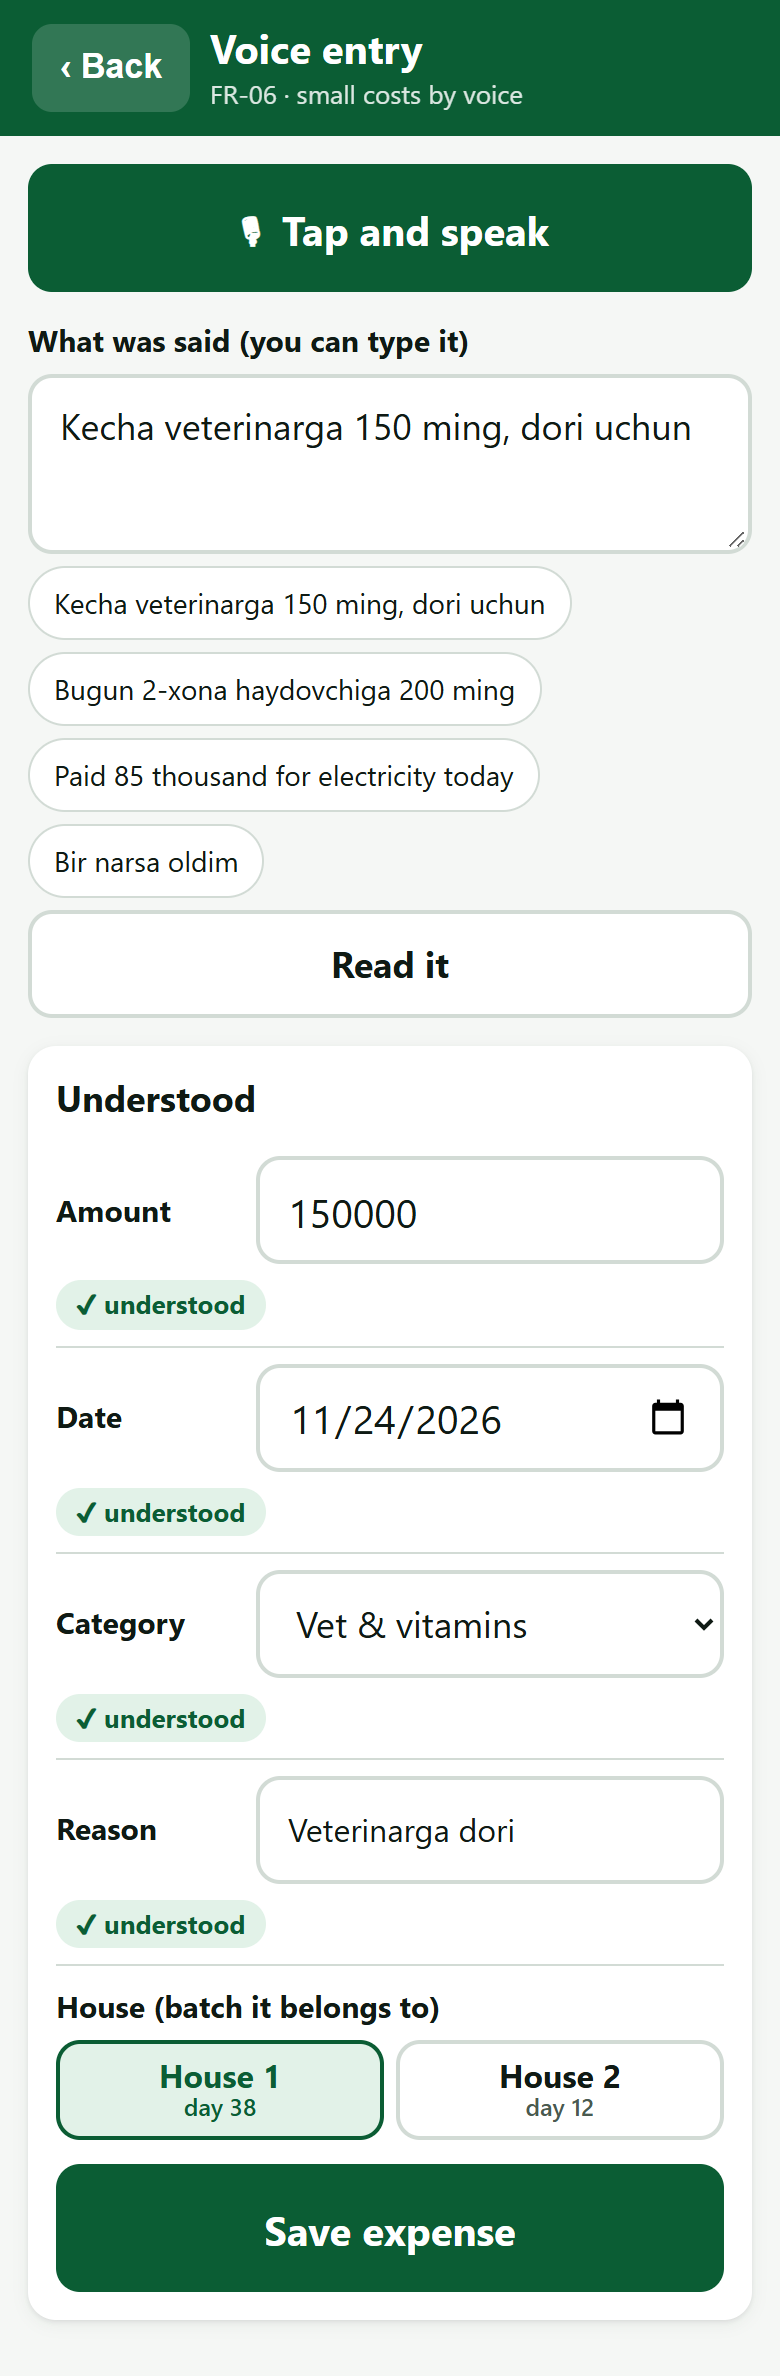 ‹ Back
Voice entry
FR-06 · small costs by voice
Tap and speak
What was said (you can type it)
Kecha veterinarga 150 ming, dori uchun
Kecha veterinarga 150 ming, dori uchun
Bugun 2-xona haydovchiga 200 ming
Paid 85 thousand for electricity today
Bir narsa oldim
Read it
Understood
Amount
150000
✓ understood
Date
11/24/2026
✓ understood
Category
Vet & vitamins
✓ understood
Reason
Veterinarga dori
✓ understood
House (batch it belongs to)
House 1
day 38
House 2
day 12
Save expense